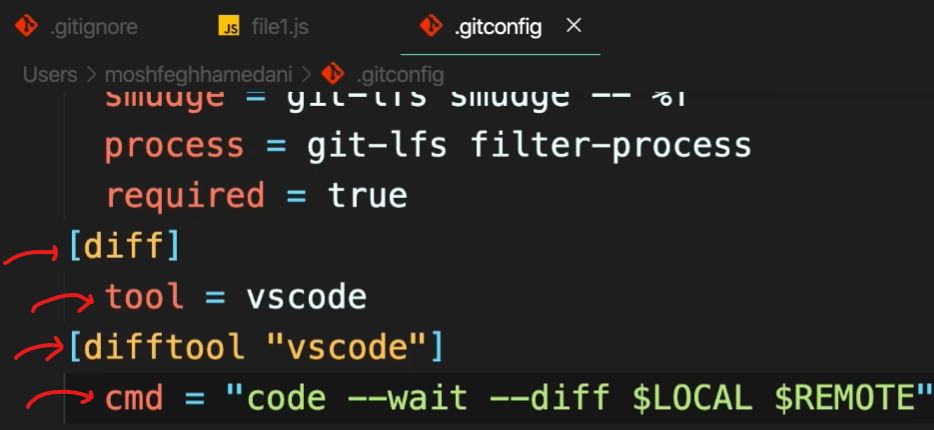 .gitignore JS file1.js .gitconfig ×
Users > moshfeghhamedani > .gitconfig
smudge = git-lfs smudge -- %f
process = git-lfs filter-process
required = true
[diff]
tool = vscode
[difftool "vscode"]
cmd = "code --wait --diff $LOCAL $REMOTE"